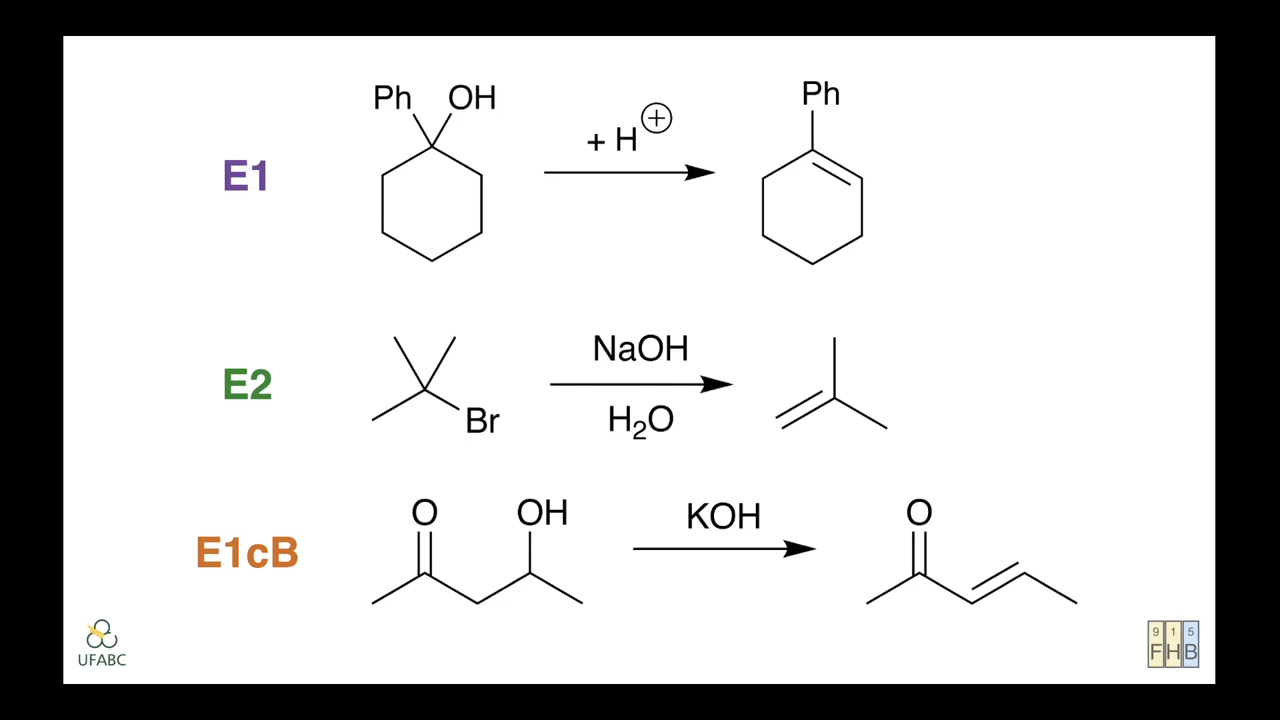 Ph OH
+ H⊕
Ph
E1
E2
Br
NaOH
H₂O
E1cB
O OH
KOH
O
UFABC
9 1 5
F H B